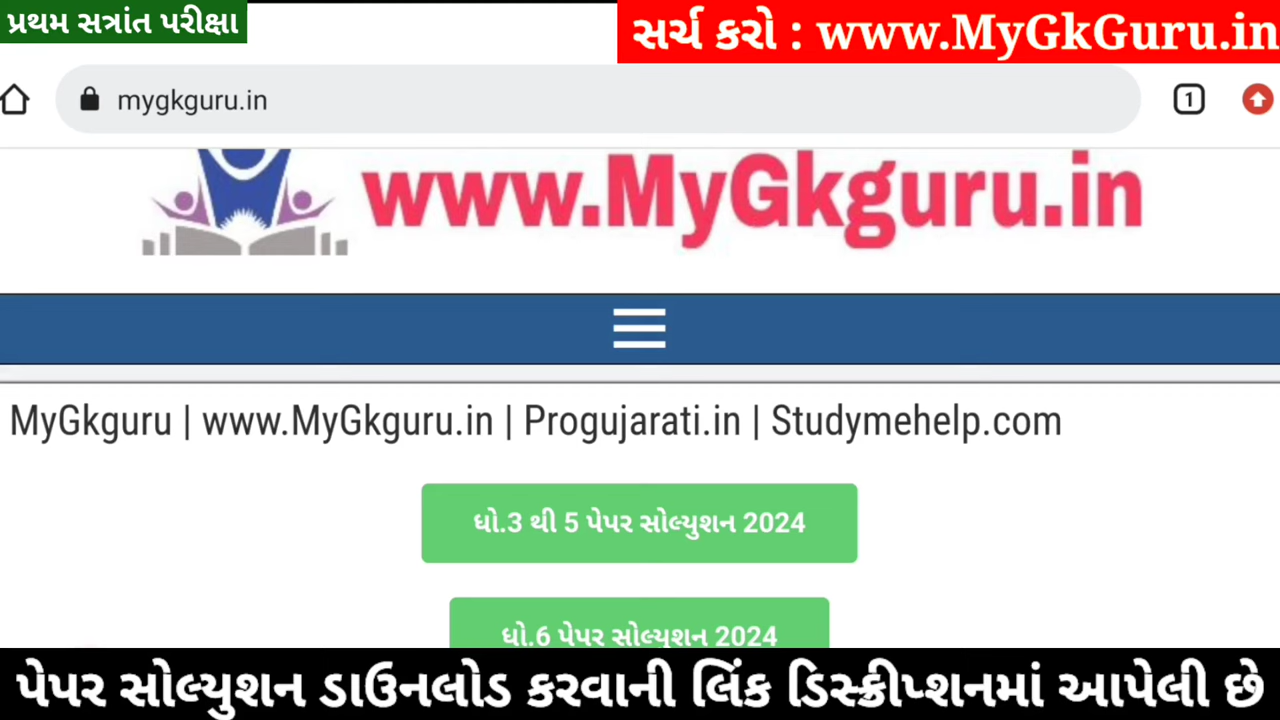 પ્રથમ સત્રાંત પરીક્ષા
સર્ચ કરો : www.MyGkGuru.in
mygkguru.in
1
www.MyGkguru.in
MyGkguru | www.MyGkguru.in | Progujarati.in | Studymehelp.com
ધો.3 થી 5 પેપર સોલ્યુશન 2024
ધો.6 પેપર સોલ્યુશન 2024
પેપર સોલ્યુશન ડાઉનલોડ કરવાની લિંક ડિસ્ક્રીપ્શનમાં આપેલી છે